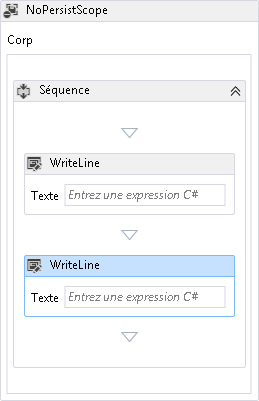 NoPersistScope
Corp
Séquence
WriteLine
Texte Entrez une expression C#
WriteLine
Texte Entrez une expression C#